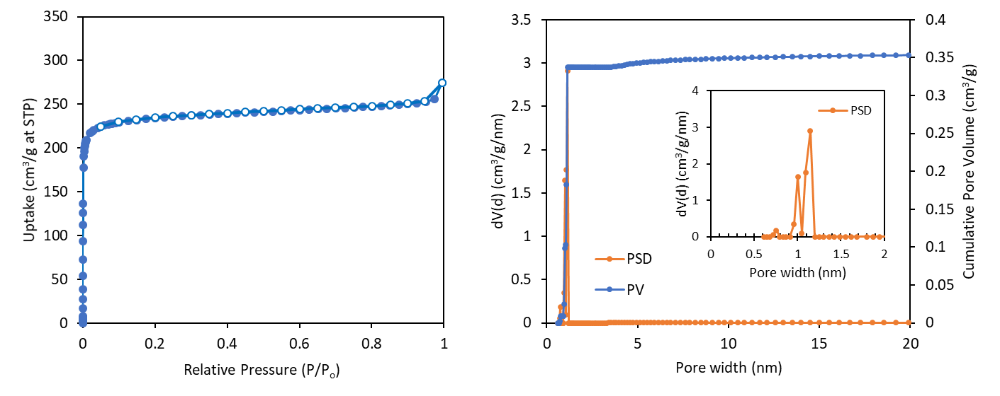 350
300
250
200
150
100
50
0
Uptake (cm³/g at STP)
0 0.2 0.4 0.6 0.8 1
Relative Pressure (P/Pₒ)
3.5
3
2.5
2
1.5
1
0.5
0
dV(d) (cm³/g/nm)
PSD
PV
4
3
2
1
0
dV(d) (cm³/g/nm)
PSD
0 0.5 1 1.5 2
Pore width (nm)
0.4
0.35
0.3
0.25
0.2
0.15
0.1
0.05
0
Cumulative Pore Volume (cm³/g)
0 5 10 15 20
Pore width (nm)